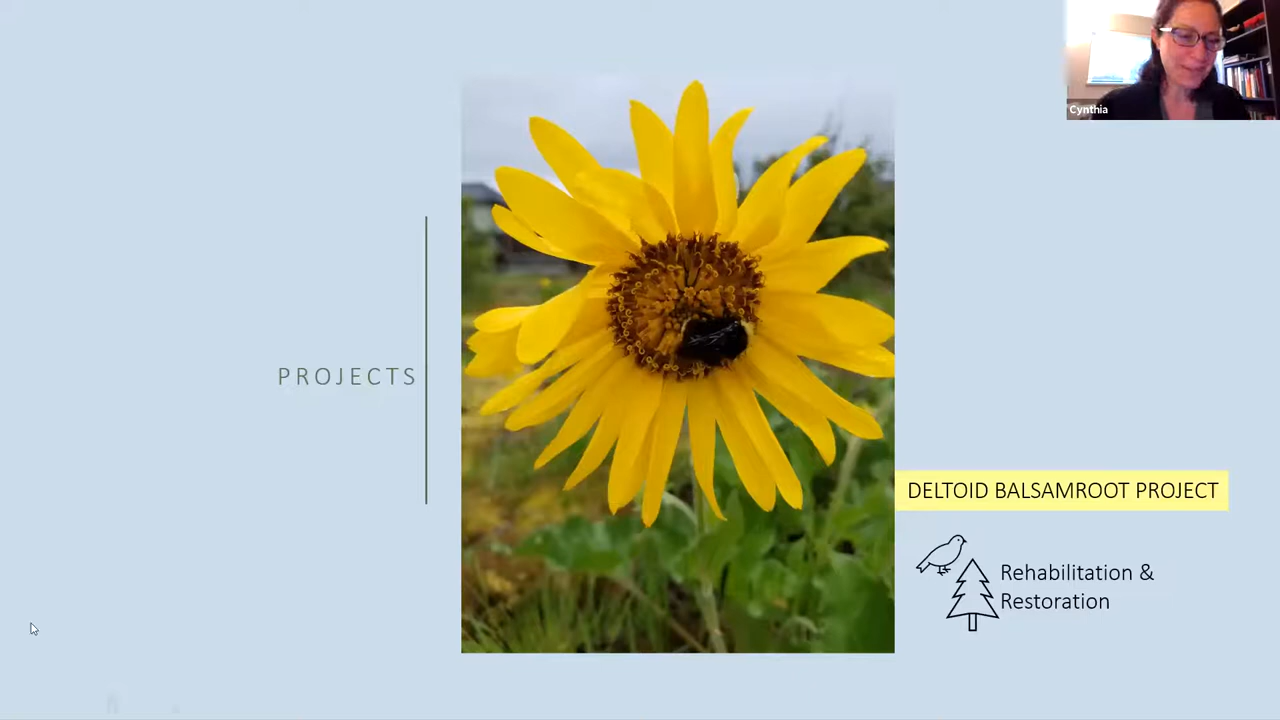 Cynthia
PROJECTS
DELTOID BALSAMROOT PROJECT
Rehabilitation &
Restoration